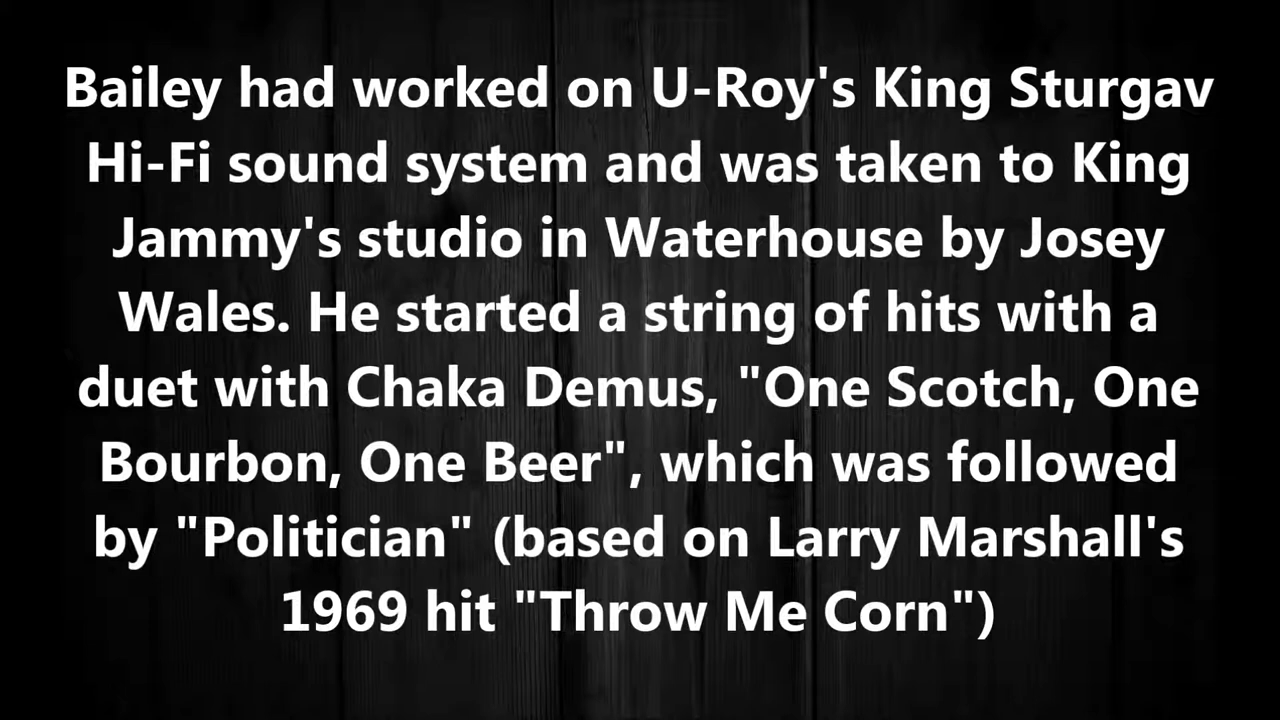 Bailey had worked on U-Roy's King Sturgav
Hi-Fi sound system and was taken to King
Jammy's studio in Waterhouse by Josey
Wales. He started a string of hits with a
duet with Chaka Demus, "One Scotch, One
Bourbon, One Beer", which was followed
by "Politician" (based on Larry Marshall's
1969 hit "Throw Me Corn")